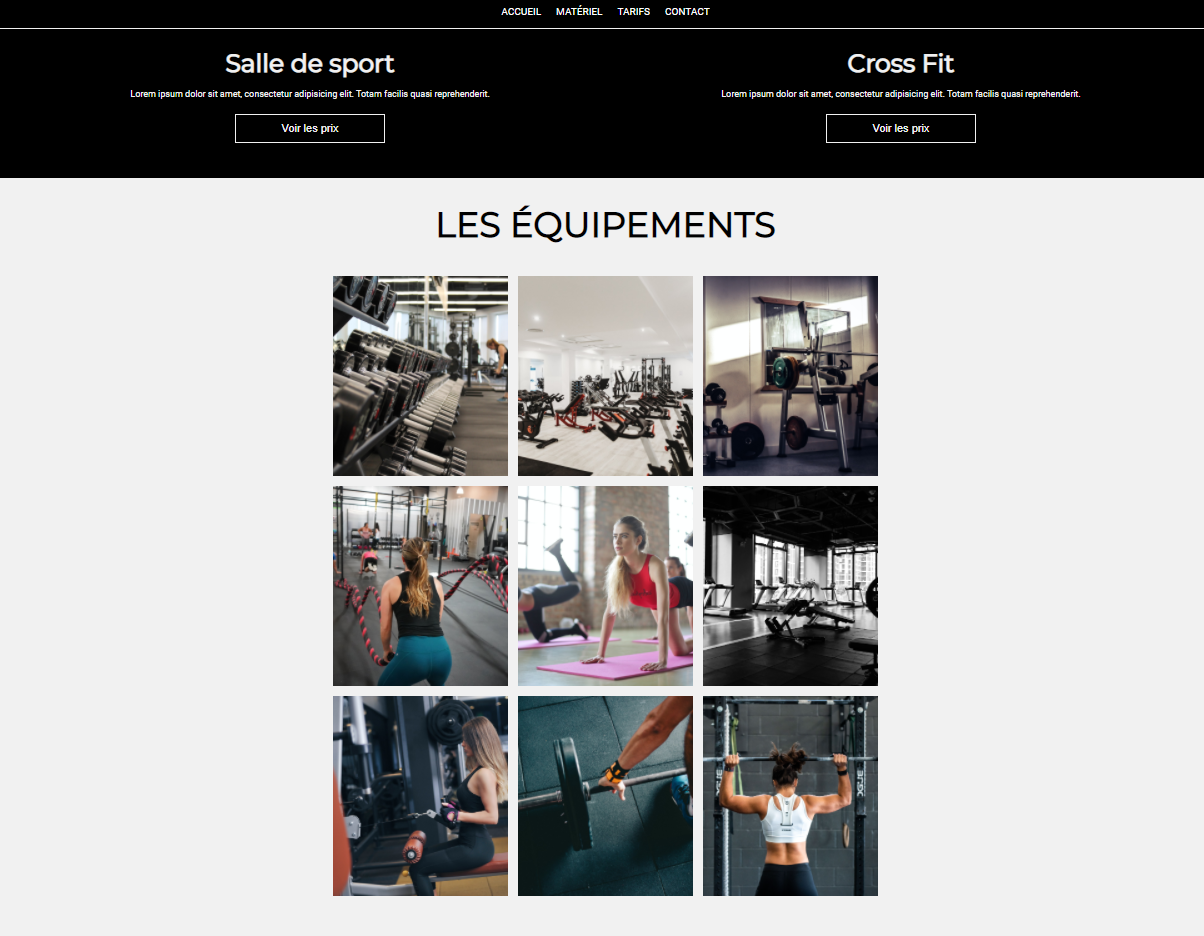 ACCUEIL MATÉRIEL TARIFS CONTACT
Salle de sport
Lorem ipsum dolor sit amet, consectetur adipisicing elit. Totam facilis quasi reprehenderit.
Voir les prix
Cross Fit
Lorem ipsum dolor sit amet, consectetur adipisicing elit. Totam facilis quasi reprehenderit.
Voir les prix
LES ÉQUIPEMENTS